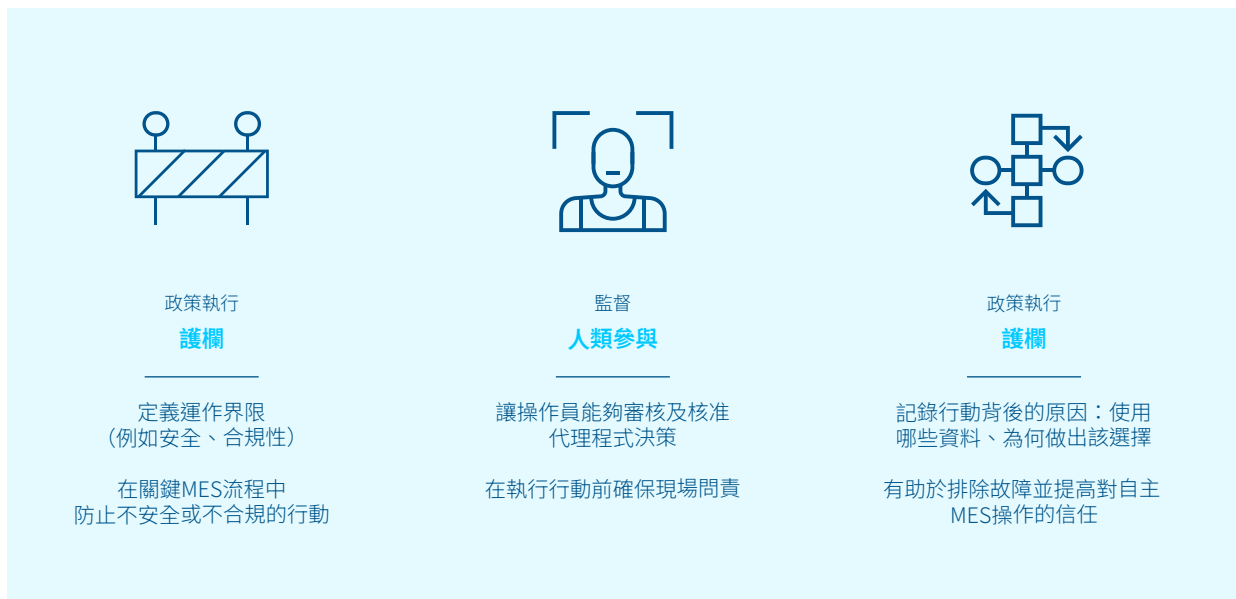 政策執行
護欄
定義運作界限
（例如安全、合規性）
在關鍵MES流程中
防止不安全或不合規的行動
監督
人類參與
讓操作員能夠審核及核准
代理程式決策
在執行行動前確保現場問責
政策執行
護欄
記錄行動背後的原因：使用
哪些資料、為何做出該選擇
有助於排除故障並提高對自主
MES操作的信任